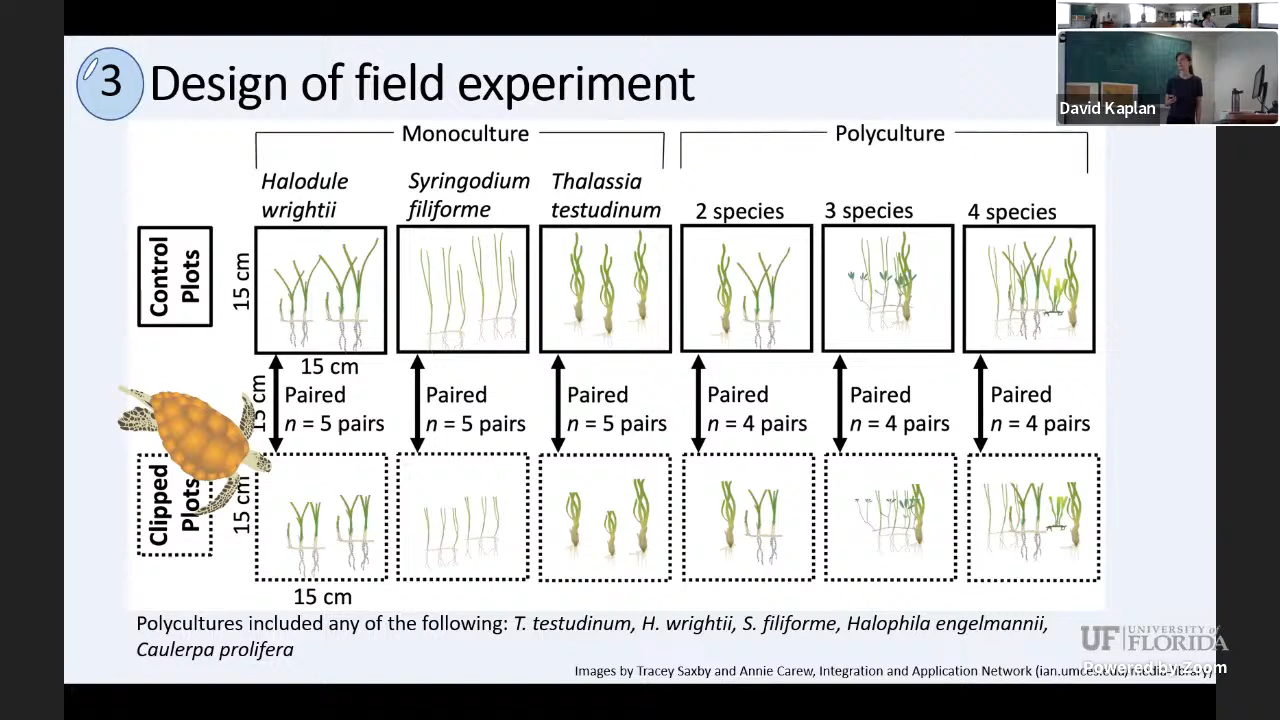 3 Design of field experiment
David Kaplan
Monoculture
Polyculture
Halodule wrightii
Syringodium filiforme
Thalassia testudinum
2 species
3 species
4 species
Control Plots
15 cm
15 cm
15 cm
Paired
n = 5 pairs
Paired
n = 5 pairs
Paired
n = 5 pairs
Paired
n = 4 pairs
Paired
n = 4 pairs
Paired
n = 4 pairs
Clipped Plots
15 cm
15 cm
Polycultures included any of the following: T. testudinum, H. wrightii, S. filiforme, Halophila engelmannii,
Caulerpa prolifera
UF UNIVERSITY of FLORIDA
Powered by Zoom
Images by Tracey Saxby and Annie Carew, Integration and Application Network (ian.umces.edu/media-library)